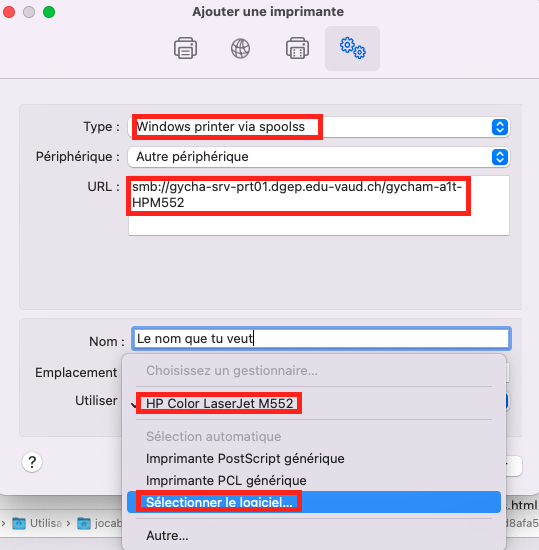 Ajouter une imprimante
Type :
Windows printer via spoolss
Périphérique :
Autre périphérique
URL :
smb://gycha-srv-prt01.dgep.edu-vaud.ch/gycham-a1t-
HPM552
Nom :
Le nom que tu veut
Emplacement
Choisissez un gestionnaire...
Utiliser
✓ HP Color LaserJet M552
Sélection automatique
Imprimante PostScript générique
Imprimante PCL générique
?
Sélectionner le logiciel...
.html
> Utilisa > jocab
d8afa5
Autre...